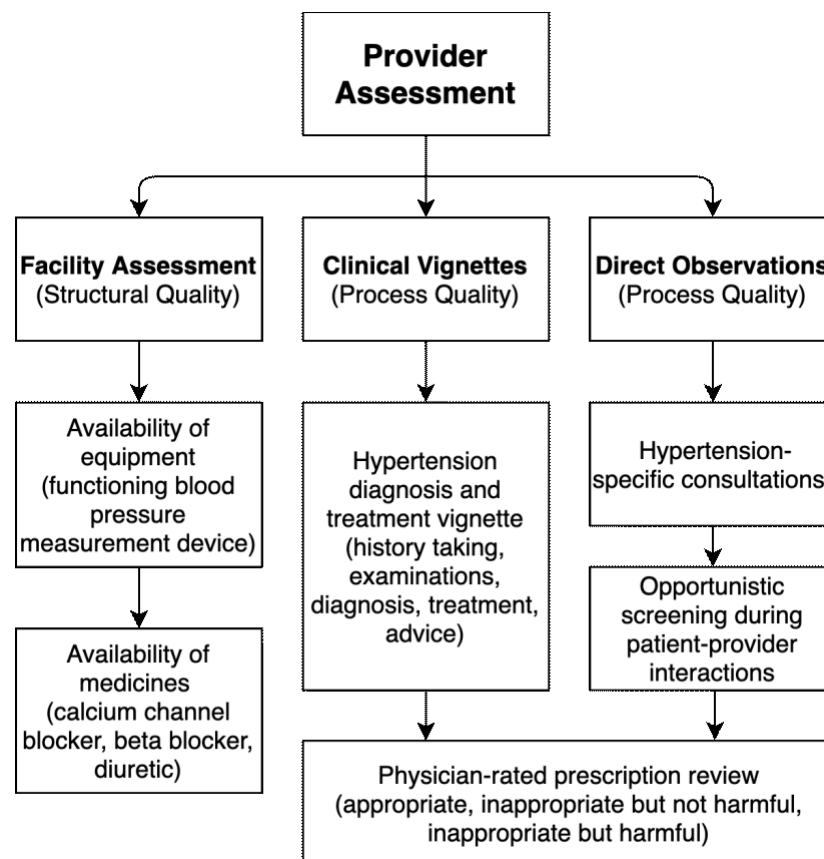 Provider
Assessment
Facility Assessment
(Structural Quality)
Clinical Vignettes
(Process Quality)
Direct Observations
(Process Quality)
Availability of
equipment
(functioning blood
pressure
measurement device)
Availability of
medicines
(calcium channel
blocker, beta blocker,
diuretic)
Hypertension
diagnosis and
treatment vignette
(history taking,
examinations,
diagnosis, treatment,
advice)
Hypertension-
specific consultations
Opportunistic
screening during
patient-provider
interactions
Physician-rated prescription review
(appropriate, inappropriate but not harmful,
inappropriate but harmful)